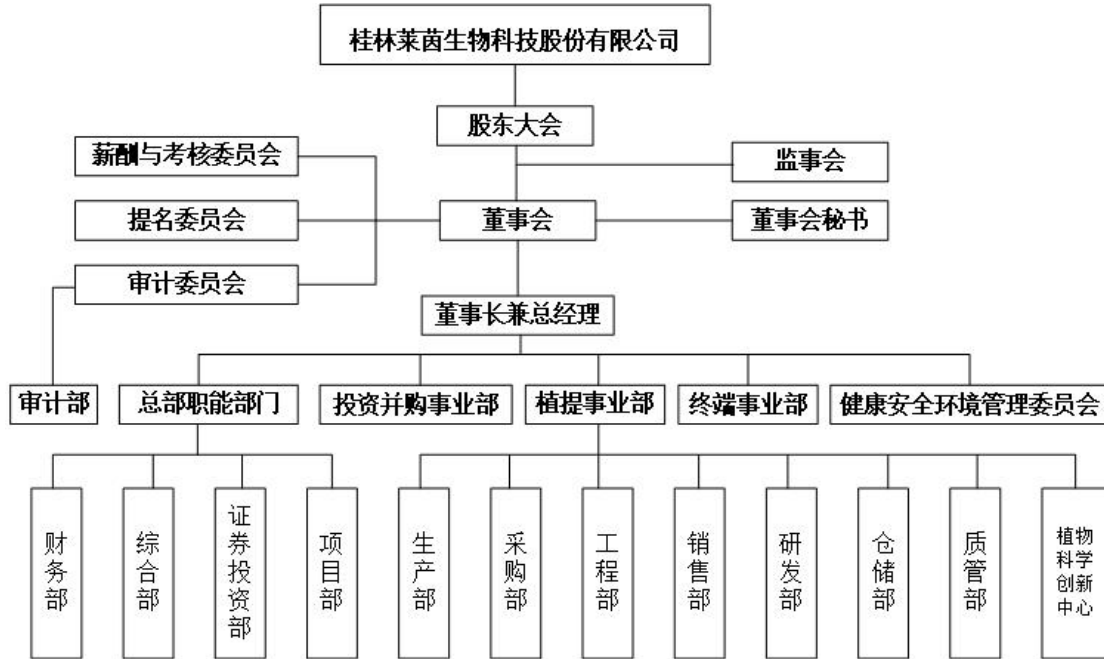 桂林莱茵生物科技股份有限公司
股东大会
薪酬与考核委员会
监事会
提名委员会
董事会
董事会秘书
审计委员会
董事长兼总经理
审计部
总部职能部门
投资并购事业部
植提事业部
终端事业部
健康安全环境管理委员会
财务部
综合部
证券投资部
项目部
生产部
采购部
工程部
销售部
研发部
仓储部
质管部
植物
科学
创新
中心